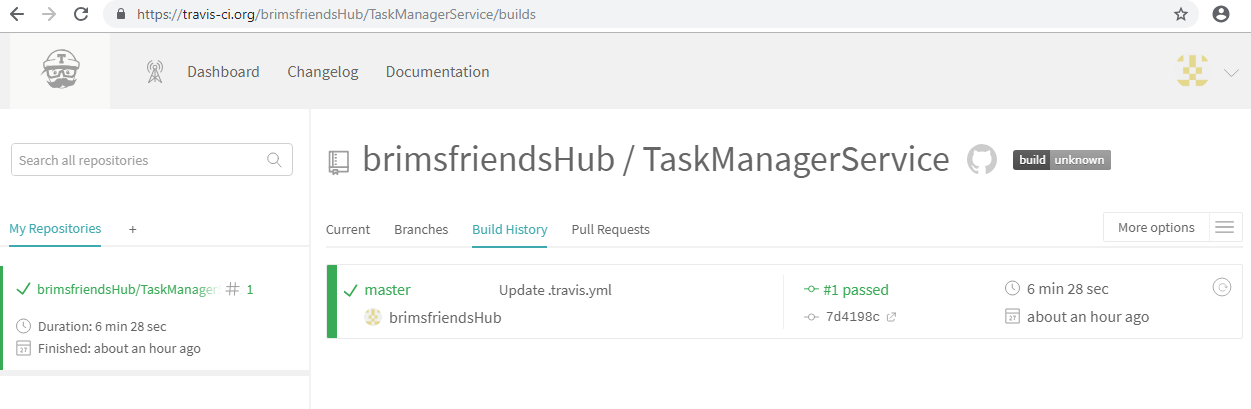 https://travis-ci.org/brimsfriendsHub/TaskManagerService/builds
T
Dashboard Changelog Documentation
Search all repositories
brimsfriendsHub / TaskManagerService build unknown
My Repositories +
Current Branches Build History Pull Requests More options
brimsfriendsHub/TaskManager # 1
Duration: 6 min 28 sec
Finished: about an hour ago
master Update .travis.yml #1 passed 6 min 28 sec
brimsfriendsHub 7d4198c about an hour ago